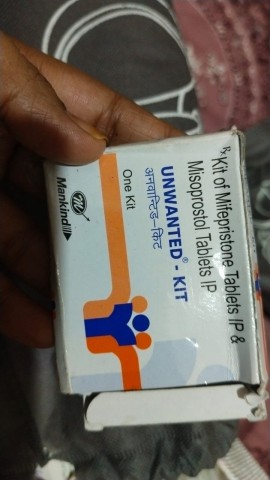 ℞ Kit of Mifepristone Tablets IP &
Misoprostol Tablets IP
UNWANTED® - KIT
अनवान्टिड-किट
One Kit
Mankind